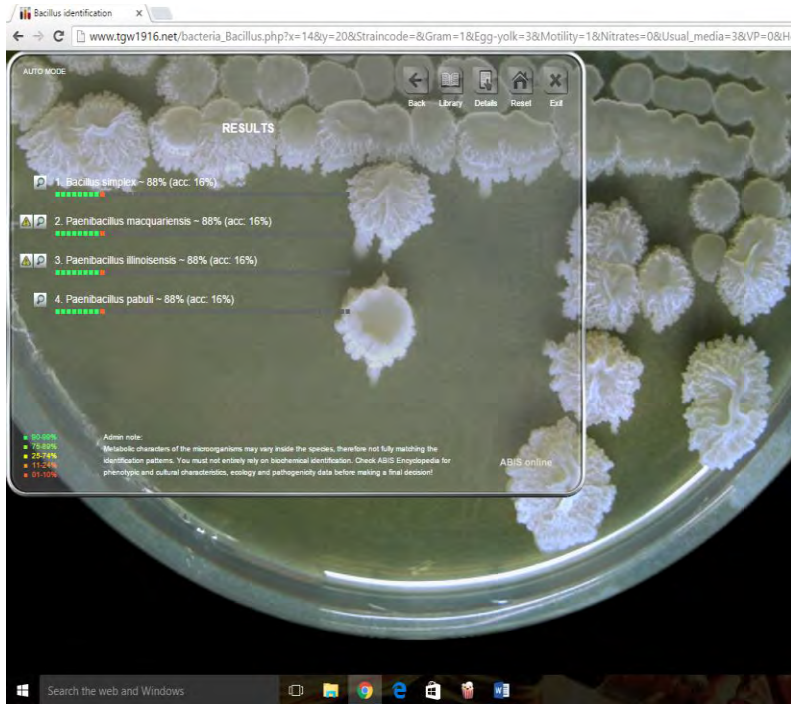 Bacillus identification
www.tgw1916.net/bacteria_Bacillus.php?x=14&y=20&Straincode=&Gram=1&Egg-yolk=3&Motility=1&Nitrates=0&Usual_media=3&VP=0&H
AUTO MODE
Back Library Details Reset Exit
RESULTS
1. Bacillus simplex ~ 88% (acc: 16%)
2. Paenibacillus macquariensis ~ 88% (acc: 16%)
3. Paenibacillus illinoisensis ~ 88% (acc: 16%)
4. Paenibacillus pabuli ~ 88% (acc: 16%)
90-99%
75-89%
25-74%
11-24%
01-10%
Admin note:
Metabolic characters of the microorganisms may vary inside the species, therefore not fully matching the
identification patterns. You must not entirely rely on biochemical identification. Check ABIS Encyclopedia for
phenotypic and cultural characteristics, ecology and pathogenicity data before making a final decision!
ABIS online
Search the web and Windows